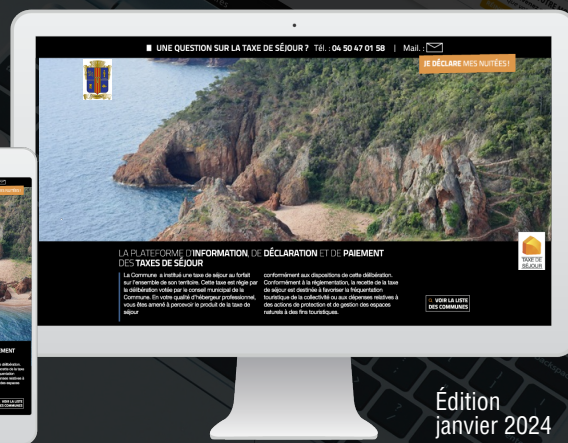 UNE QUESTION SUR LA TAXE DE SÉJOUR ? Tél. : 04 50 47 01 58 | Mail. :
JE DÉCLARE MES NUITÉES !
LA PLATEFORME D'INFORMATION, DE DÉCLARATION ET DE PAIEMENT
DES TAXES DE SÉJOUR
La Commune a institué une taxe de séjour au forfait
sur l'ensemble de son territoire. Cette taxe est régie par
la délibération votée par le conseil municipal de la
Commune. En votre qualité d'hébergeur professionnel,
vous êtes amené à percevoir le produit de la taxe de
séjour
conformément aux dispositions de cette délibération.
Conformément à la réglementation, la recette de la taxe
de séjour est destinée à favoriser la fréquentation
touristique de la collectivité ou aux dépenses relatives à
des actions de protection et de gestion des espaces
naturels à des fins touristiques.
TAXE DE
SÉJOUR
VOIR LA LISTE
DES COMMUNES
Édition
janvier 2024